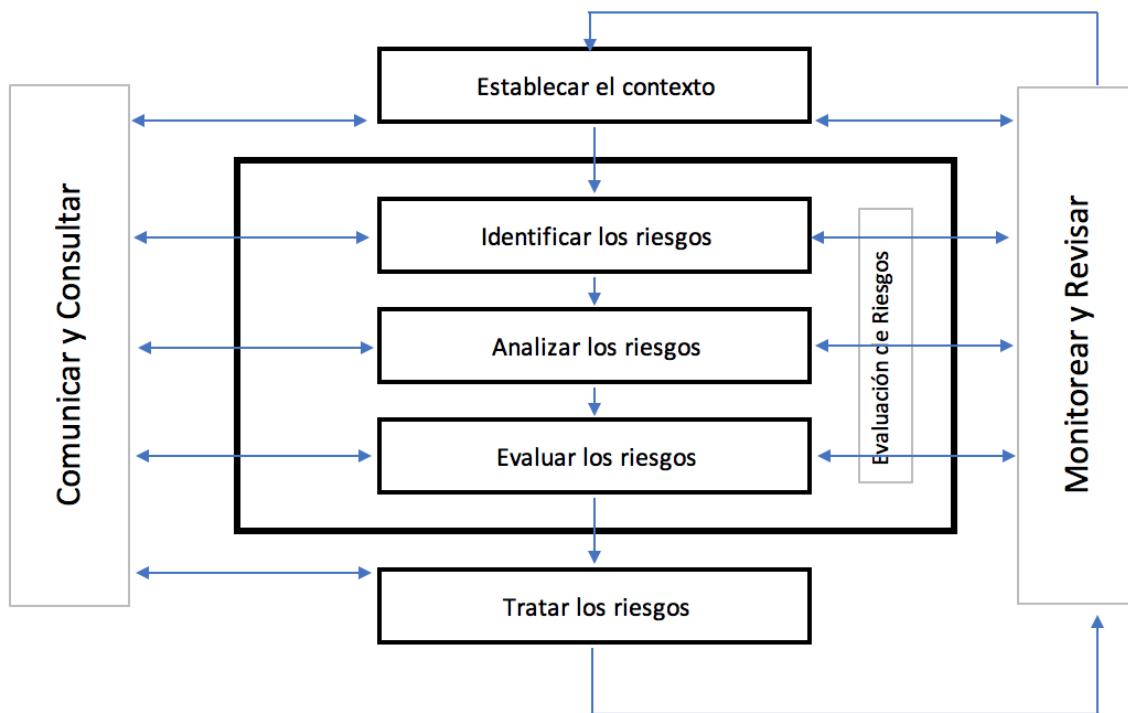 Establecar el contexto
Comunicar y Consultar
Identificar los riesgos
Analizar los riesgos
Evaluar los riesgos
Evaluación de Riesgos
Monitorear y Revisar
Tratar los riesgos